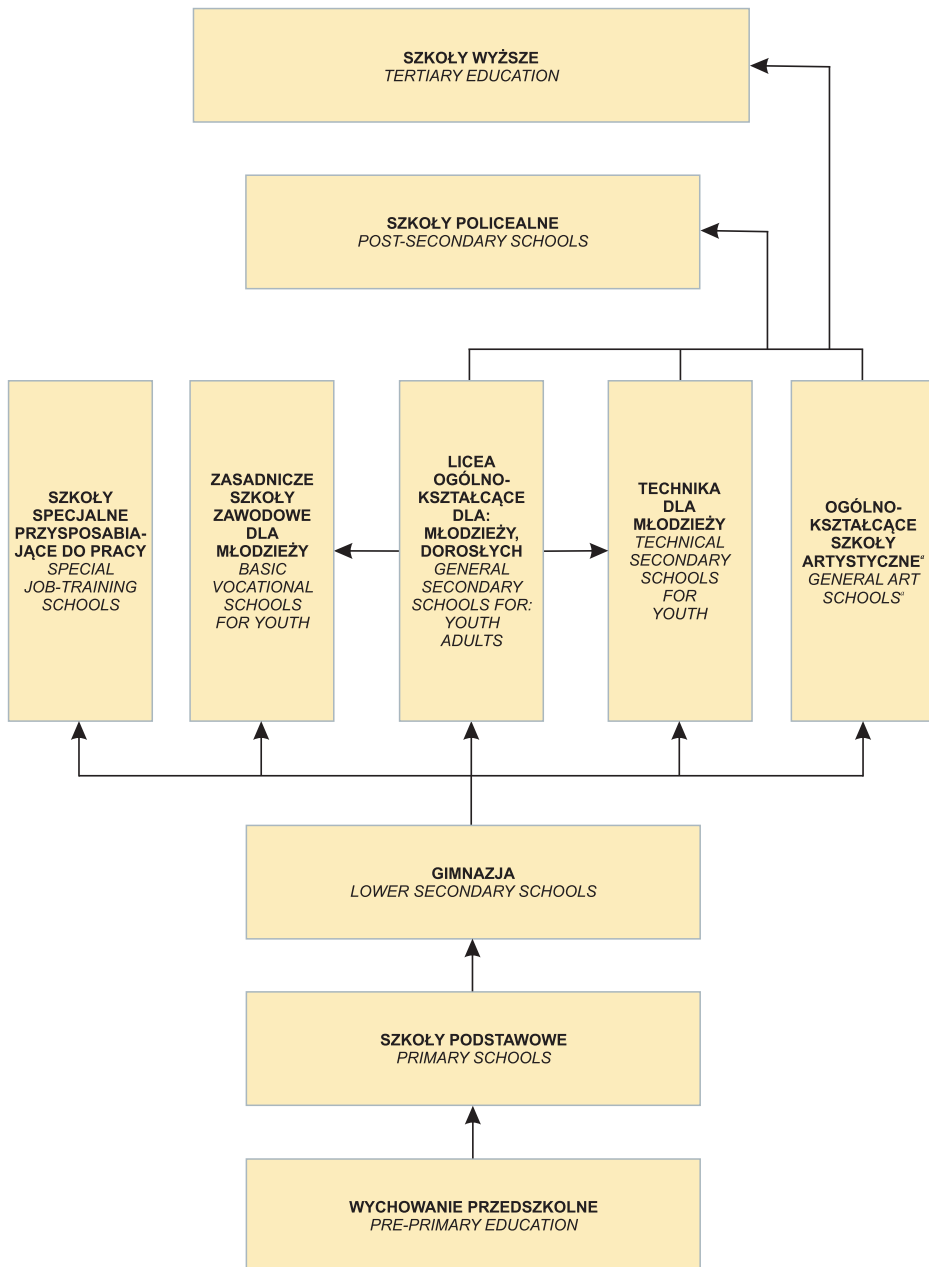 SZKOŁY WYŻSZE
TERTIARY EDUCATION
SZKOŁY POLICEALNE
POST-SECONDARY SCHOOLS
SZKOŁY
SPECJALNE
PRZYSPOSABIA-
JĄCE DO PRACY
SPECIAL
JOB-TRAINING
SCHOOLS
ZASADNICZE
SZKOŁY
ZAWODOWE
DLA
MŁODZIEŻY
BASIC
VOCATIONAL
SCHOOLS
FOR YOUTH
LICEA
OGÓLNO-
KSZTAŁCĄCE
DLA:
MŁODZIEŻY,
DOROSŁYCH
GENERAL
SECONDARY
SCHOOLS FOR:
YOUTH
ADULTS
TECHNIKA
DLA
MŁODZIEŻY
TECHNICAL
SECONDARY
SCHOOLS
FOR
YOUTH
OGÓLNO-
KSZTAŁCĄCE
SZKOŁY
ARTYSTYCZNEᵃ
GENERAL ART
SCHOOLSᵃ
GIMNAZJA
LOWER SECONDARY SCHOOLS
SZKOŁY PODSTAWOWE
PRIMARY SCHOOLS
WYCHOWANIE PRZEDSZKOLNE
PRE-PRIMARY EDUCATION